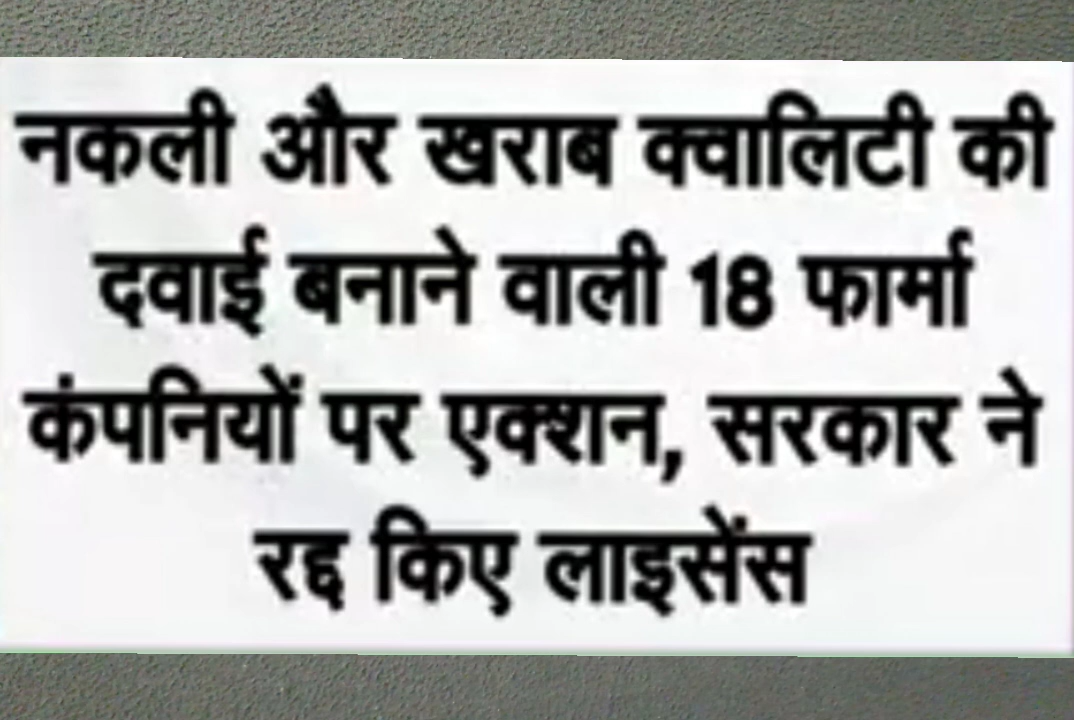 नकली और खराब क्वालिटी की
दवाई बनाने वाली 18 फार्मा
कंपनियों पर एक्शन, सरकार ने
रद्द किए लाइसेंस